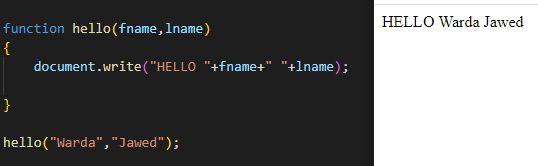 function hello(fname,lname)
{
    document.write("HELLO "+fname+" "+lname);
}
hello("Warda","Jawed");
HELLO Warda Jawed